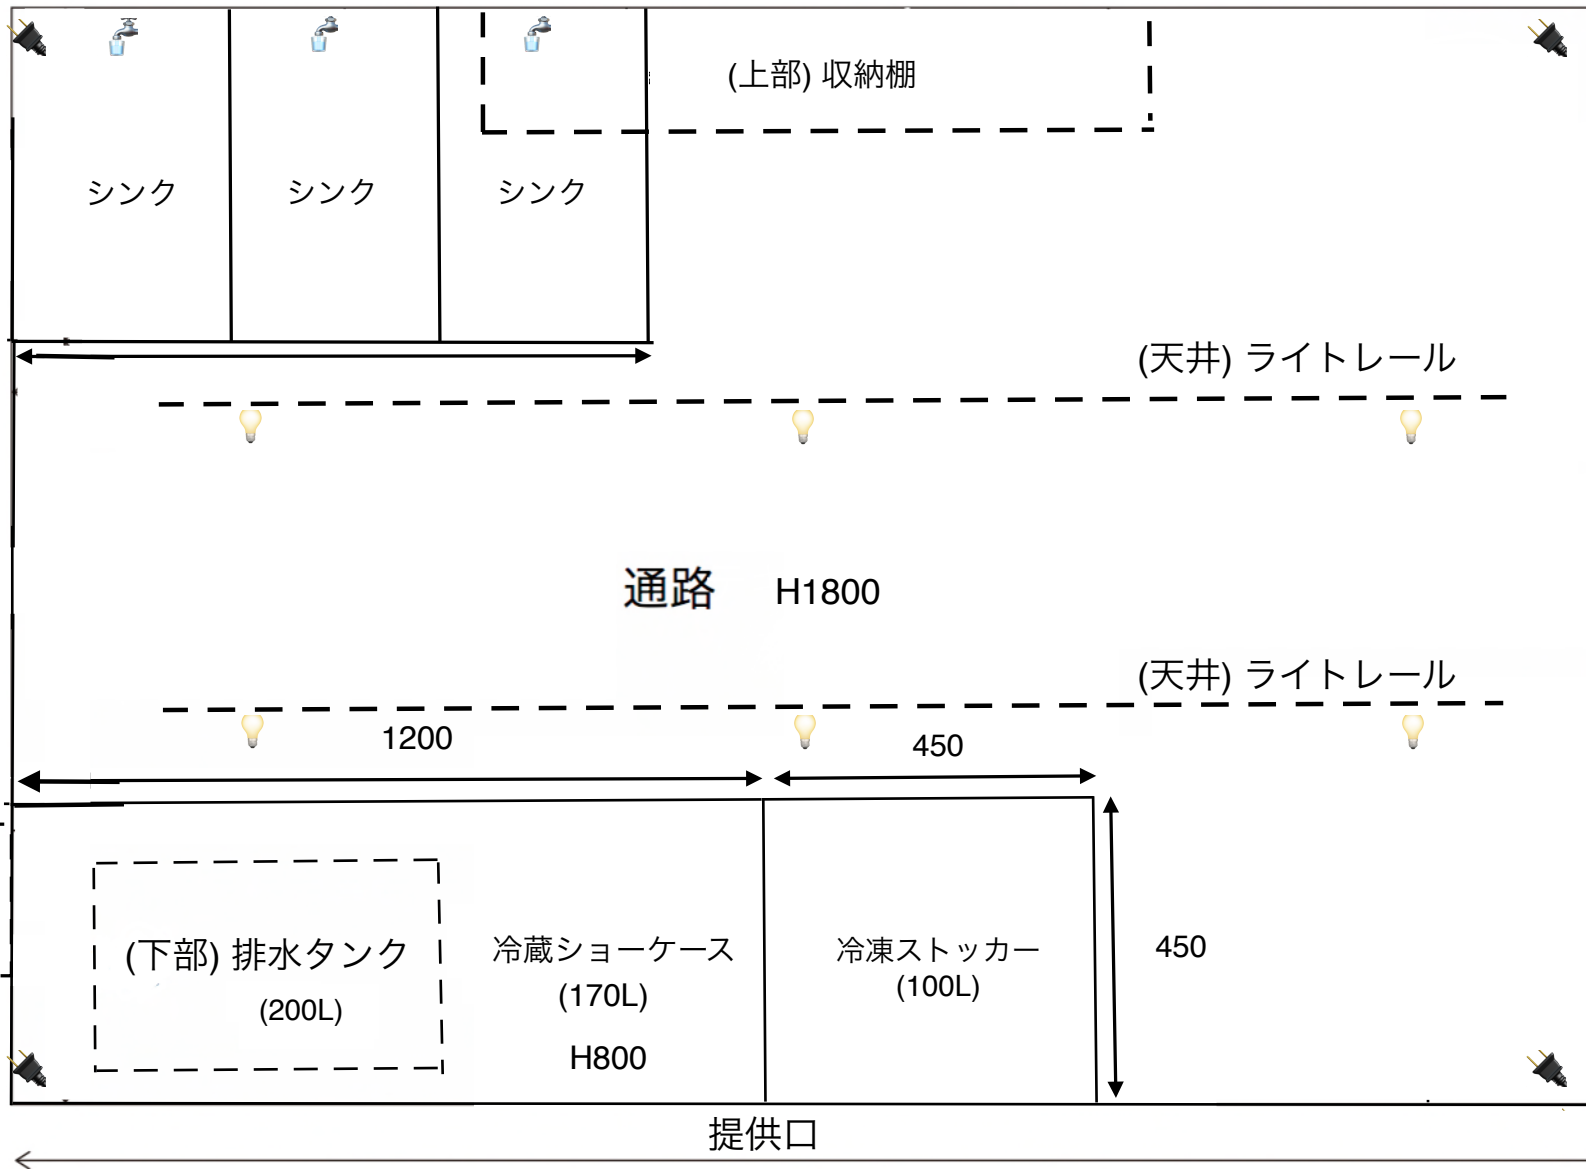 (上部) 収納棚
シンク
シンク
シンク
(天井) ライトレール
通路 H1800
(天井) ライトレール
1200
450
(下部) 排水タンク
(200L)
冷蔵ショーケース
(170L)
H800
冷凍ストッカー
(100L)
450
提供口